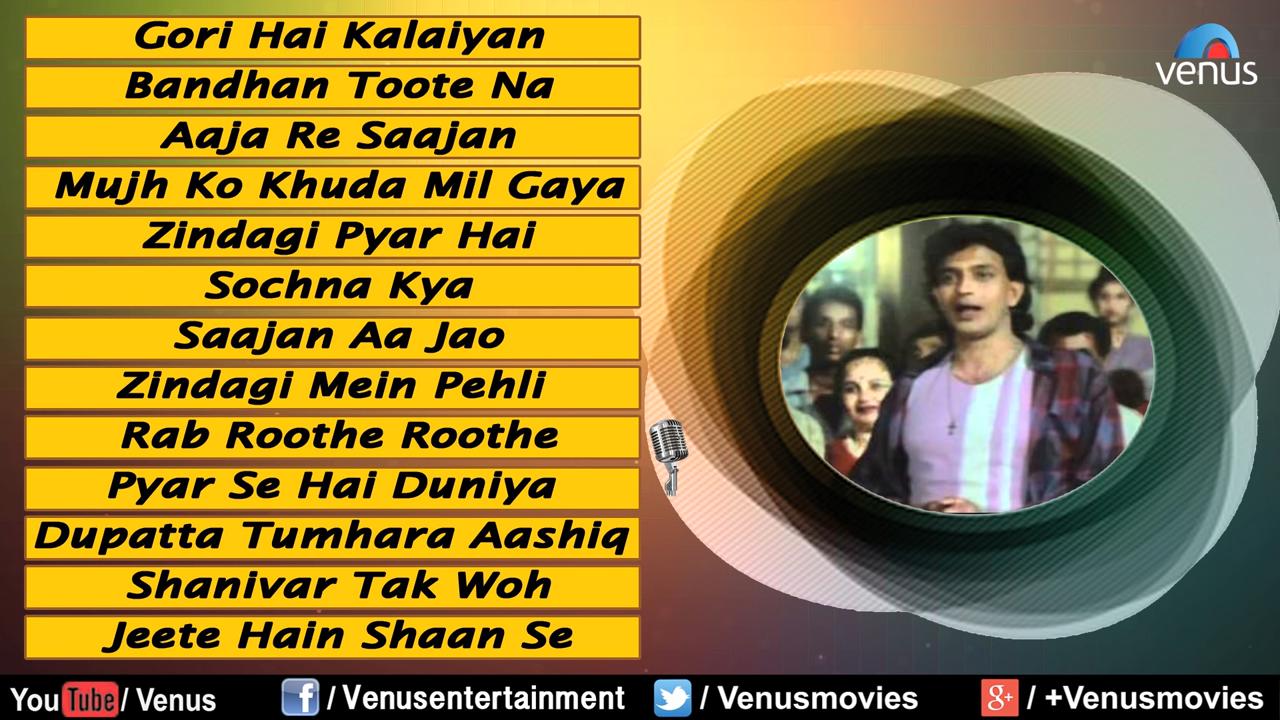 Gori Hai Kalaiyan
Bandhan Toote Na
Aaja Re Saajan
Mujh Ko Khuda Mil Gaya
Zindagi Pyar Hai
Sochna Kya
Saajan Aa Jao
Zindagi Mein Pehli
Rab Roothe Roothe
Pyar Se Hai Duniya
Dupatta Tumhara Aashiq
Shanivar Tak Woh
Jeete Hain Shaan Se
venus
YouTube / Venus
f / Venusentertainment
/ Venusmovies
g+ / +Venusmovies